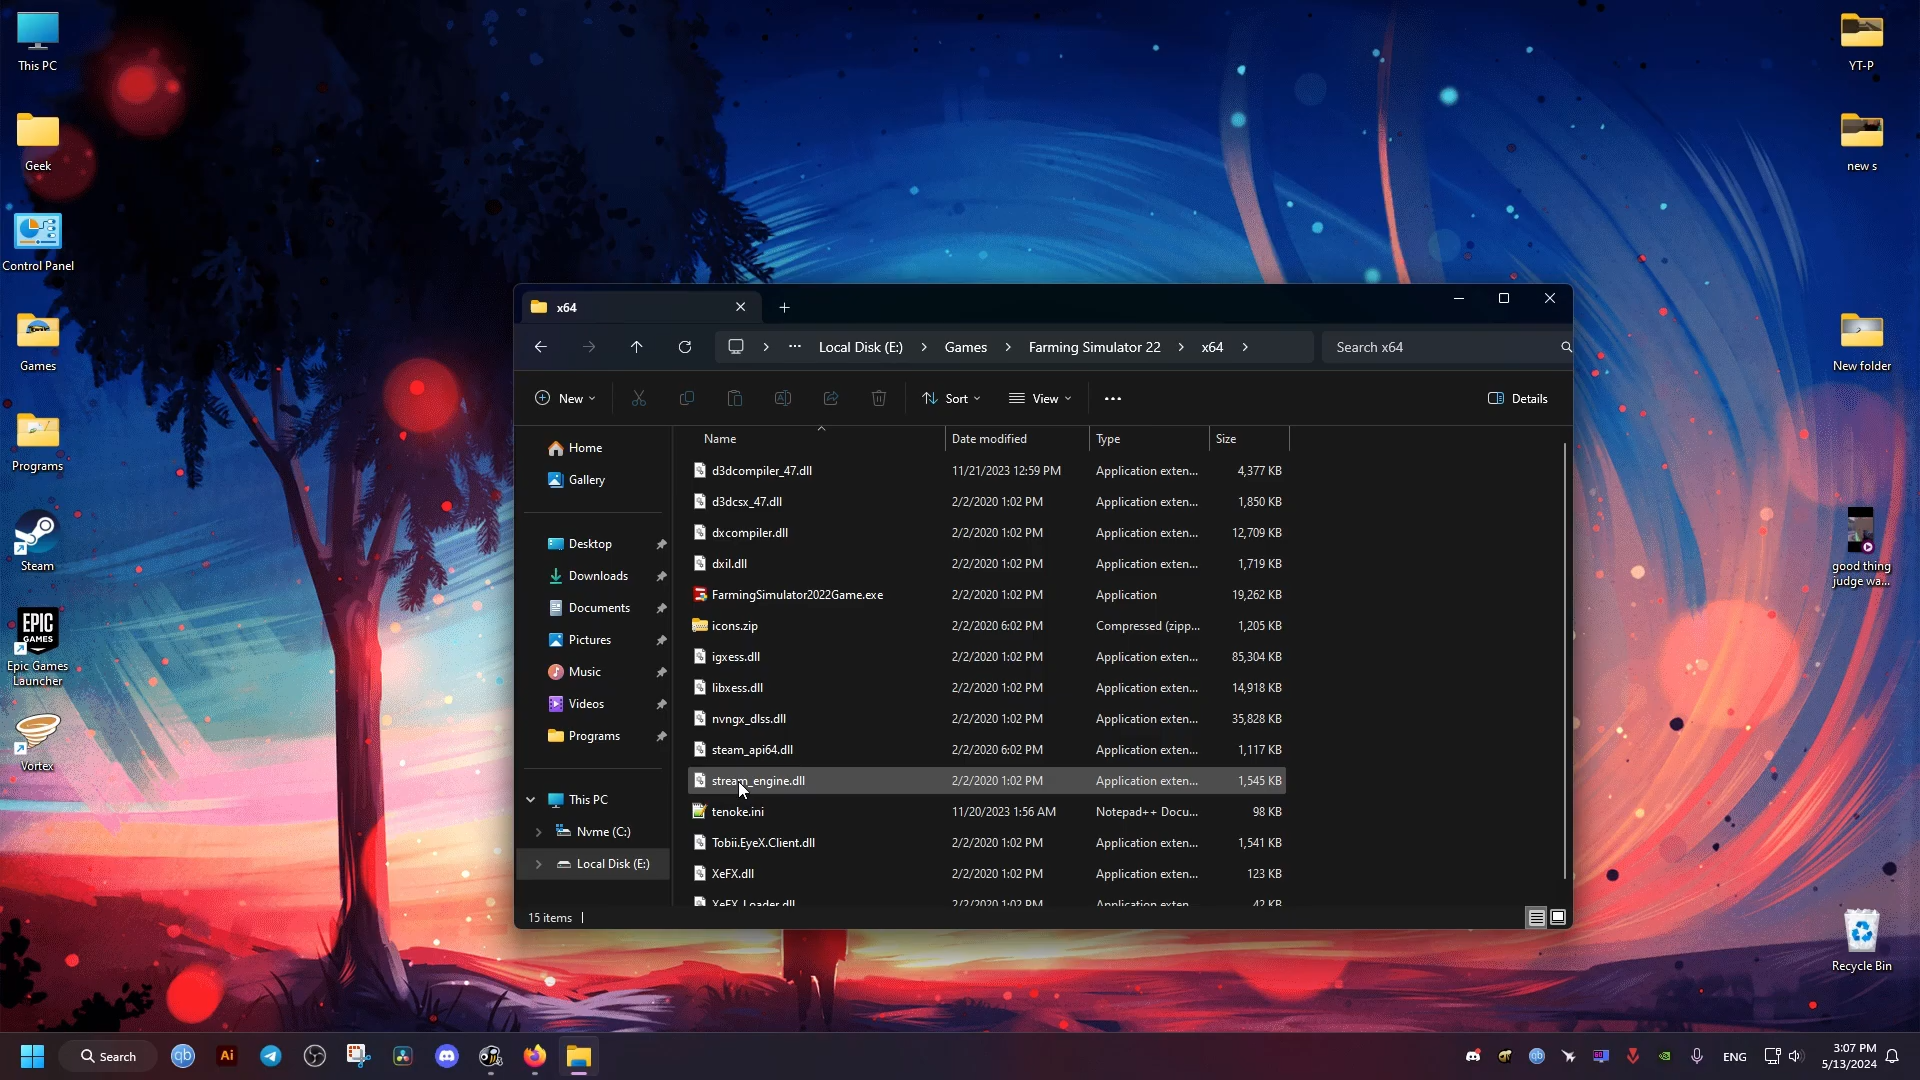 This PC
Geek
Control Panel
Games
Programs
Steam
EPIC
GAMES
Epic Games
Launcher
Vortex
YT-P
new s
New folder
good thing
judge wa...
Recycle Bin
x64
Local Disk (E:) Games Farming Simulator 22 x64
Search x64
New Sort View Details
Home
Gallery
Desktop
Downloads
Documents
Pictures
Music
Videos
Programs
This PC
Nvme (C:)
Local Disk (E:)
Name Date modified Type Size
d3dcompiler_47.dll 11/21/2023 12:59 PM Application exten... 4,377 KB
d3dcsx_47.dll 2/2/2020 1:02 PM Application exten... 1,850 KB
dxcompiler.dll 2/2/2020 1:02 PM Application exten... 12,709 KB
dxil.dll 2/2/2020 1:02 PM Application exten... 1,719 KB
FarmingSimulator2022Game.exe 2/2/2020 1:02 PM Application 19,262 KB
icons.zip 2/2/2020 6:02 PM Compressed (zipp... 1,205 KB
igxess.dll 2/2/2020 1:02 PM Application exten... 85,304 KB
libxess.dll 2/2/2020 1:02 PM Application exten... 14,918 KB
nvngx_dlss.dll 2/2/2020 1:02 PM Application exten... 35,828 KB
steam_api64.dll 2/2/2020 6:02 PM Application exten... 1,117 KB
stream_engine.dll 2/2/2020 1:02 PM Application exten... 1,545 KB
tenoke.ini 11/20/2023 1:56 AM Notepad++ Docu... 98 KB
Tobii.EyeX.Client.dll 2/2/2020 1:02 PM Application exten... 1,541 KB
XeFX.dll 2/2/2020 1:02 PM Application exten... 123 KB
XeFX_Loader.dll 2/2/2020 1:02 PM Application exten... 42 KB
15 items
Search
qb
Ai
ENG
3:07 PM
5/13/2024